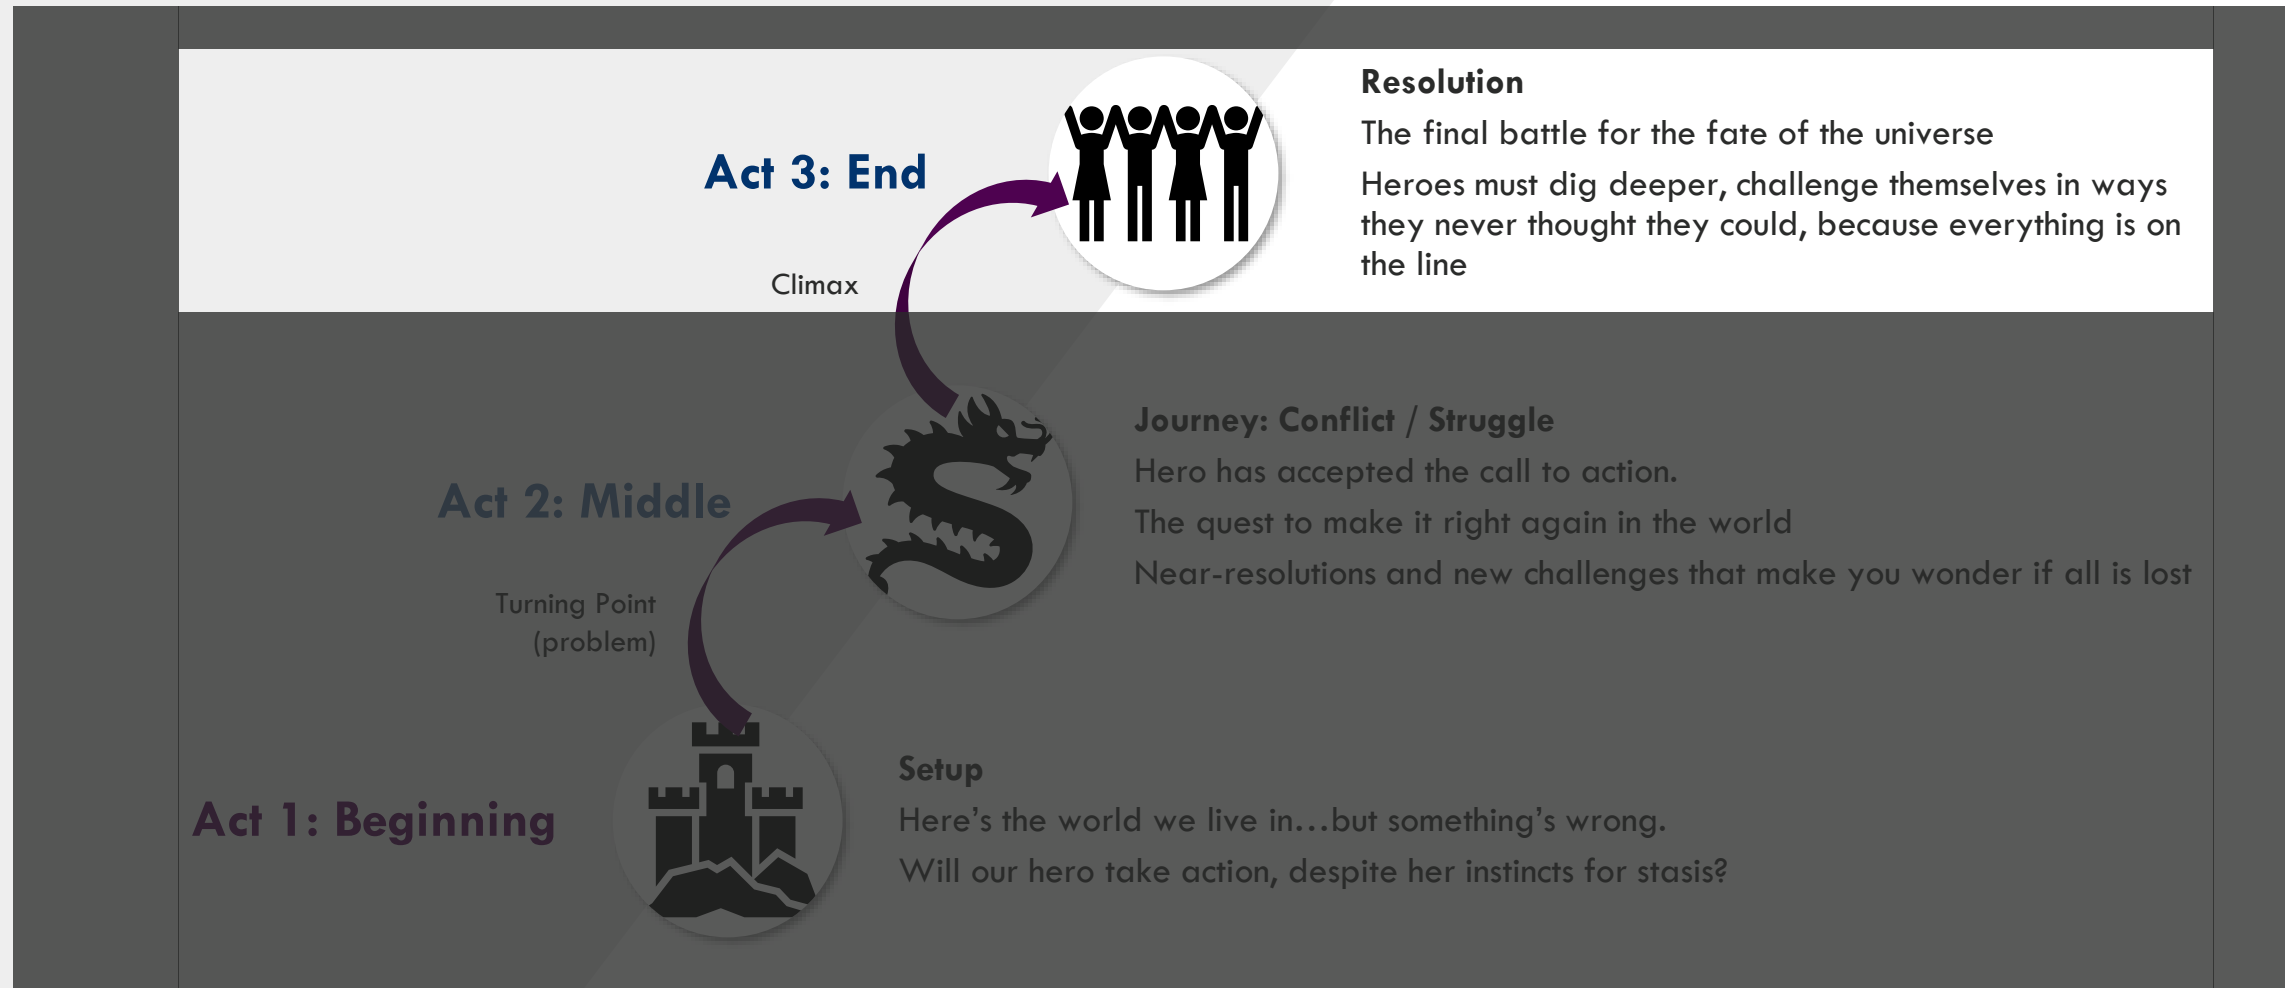 Resolution
The final battle for the fate of the universe
Act 3: End
Heroes must dig deeper, challenge themselves in ways
they never thought they could, because everything is on
the line
Climax
Journey: Conflict / Struggle
Hero has accepted the call to action.
Act 2: Middle
The quest to make it right again in the world
Near-resolutions and new challenges that make you wonder if all is lost
Turning Point
(problem)
Setup
Act 1: Beginning
Here's the world we live in…but something's wrong.
Will our hero take action, despite her instincts for stasis?